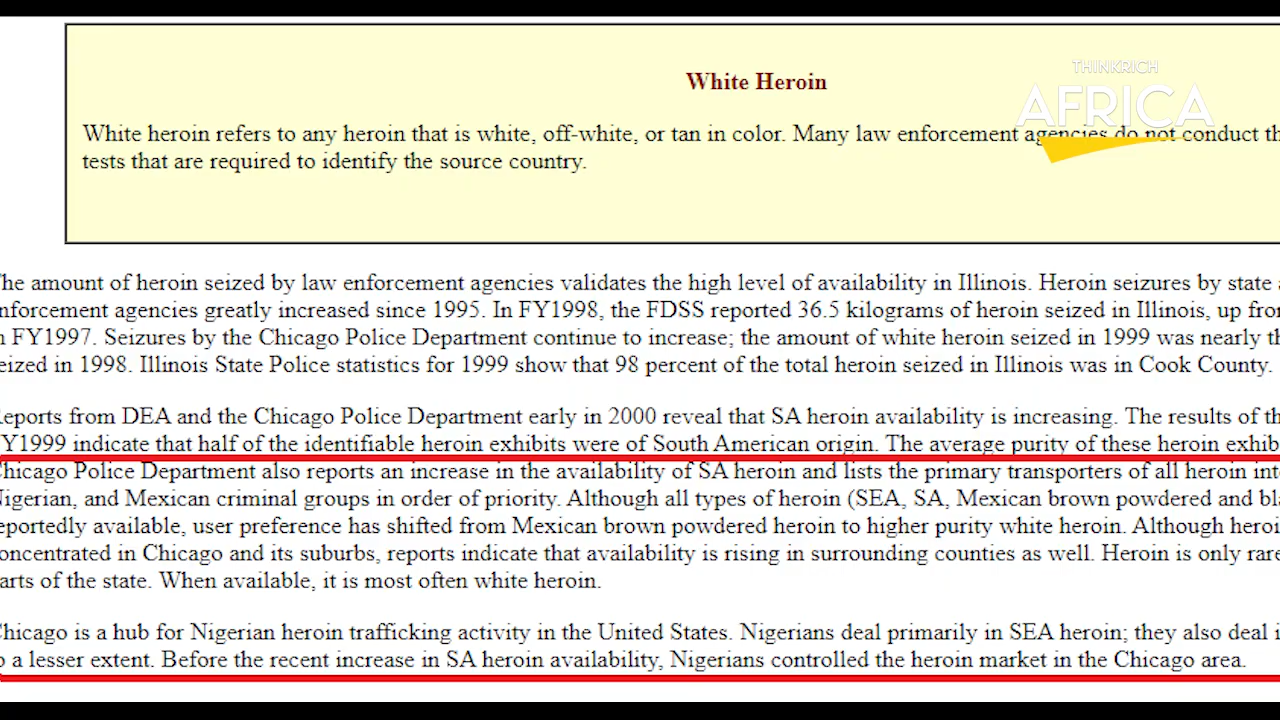 THINKRICH
AFRICA
White Heroin
White heroin refers to any heroin that is white, off-white, or tan in color. Many law enforcement agencies do not conduct th
tests that are required to identify the source country.
he amount of heroin seized by law enforcement agencies validates the high level of availability in Illinois. Heroin seizures by state a
nforcement agencies greatly increased since 1995. In FY1998, the FDSS reported 36.5 kilograms of heroin seized in Illinois, up from
n FY1997. Seizures by the Chicago Police Department continue to increase; the amount of white heroin seized in 1999 was nearly th
eized in 1998. Illinois State Police statistics for 1999 show that 98 percent of the total heroin seized in Illinois was in Cook County.
eports from DEA and the Chicago Police Department early in 2000 reveal that SA heroin availability is increasing. The results of th
Y1999 indicate that half of the identifiable heroin exhibits were of South American origin. The average purity of these heroin exhib
Chicago Police Department also reports an increase in the availability of SA heroin and lists the primary transporters of all heroin int
Nigerian, and Mexican criminal groups in order of priority. Although all types of heroin (SEA, SA, Mexican brown powdered and bla
eportedly available, user preference has shifted from Mexican brown powdered heroin to higher purity white heroin. Although heroi
oncentrated in Chicago and its suburbs, reports indicate that availability is rising in surrounding counties as well. Heroin is only rare
arts of the state. When available, it is most often white heroin.
Chicago is a hub for Nigerian heroin trafficking activity in the United States. Nigerians deal primarily in SEA heroin; they also deal i
o a lesser extent. Before the recent increase in SA heroin availability, Nigerians controlled the heroin market in the Chicago area.